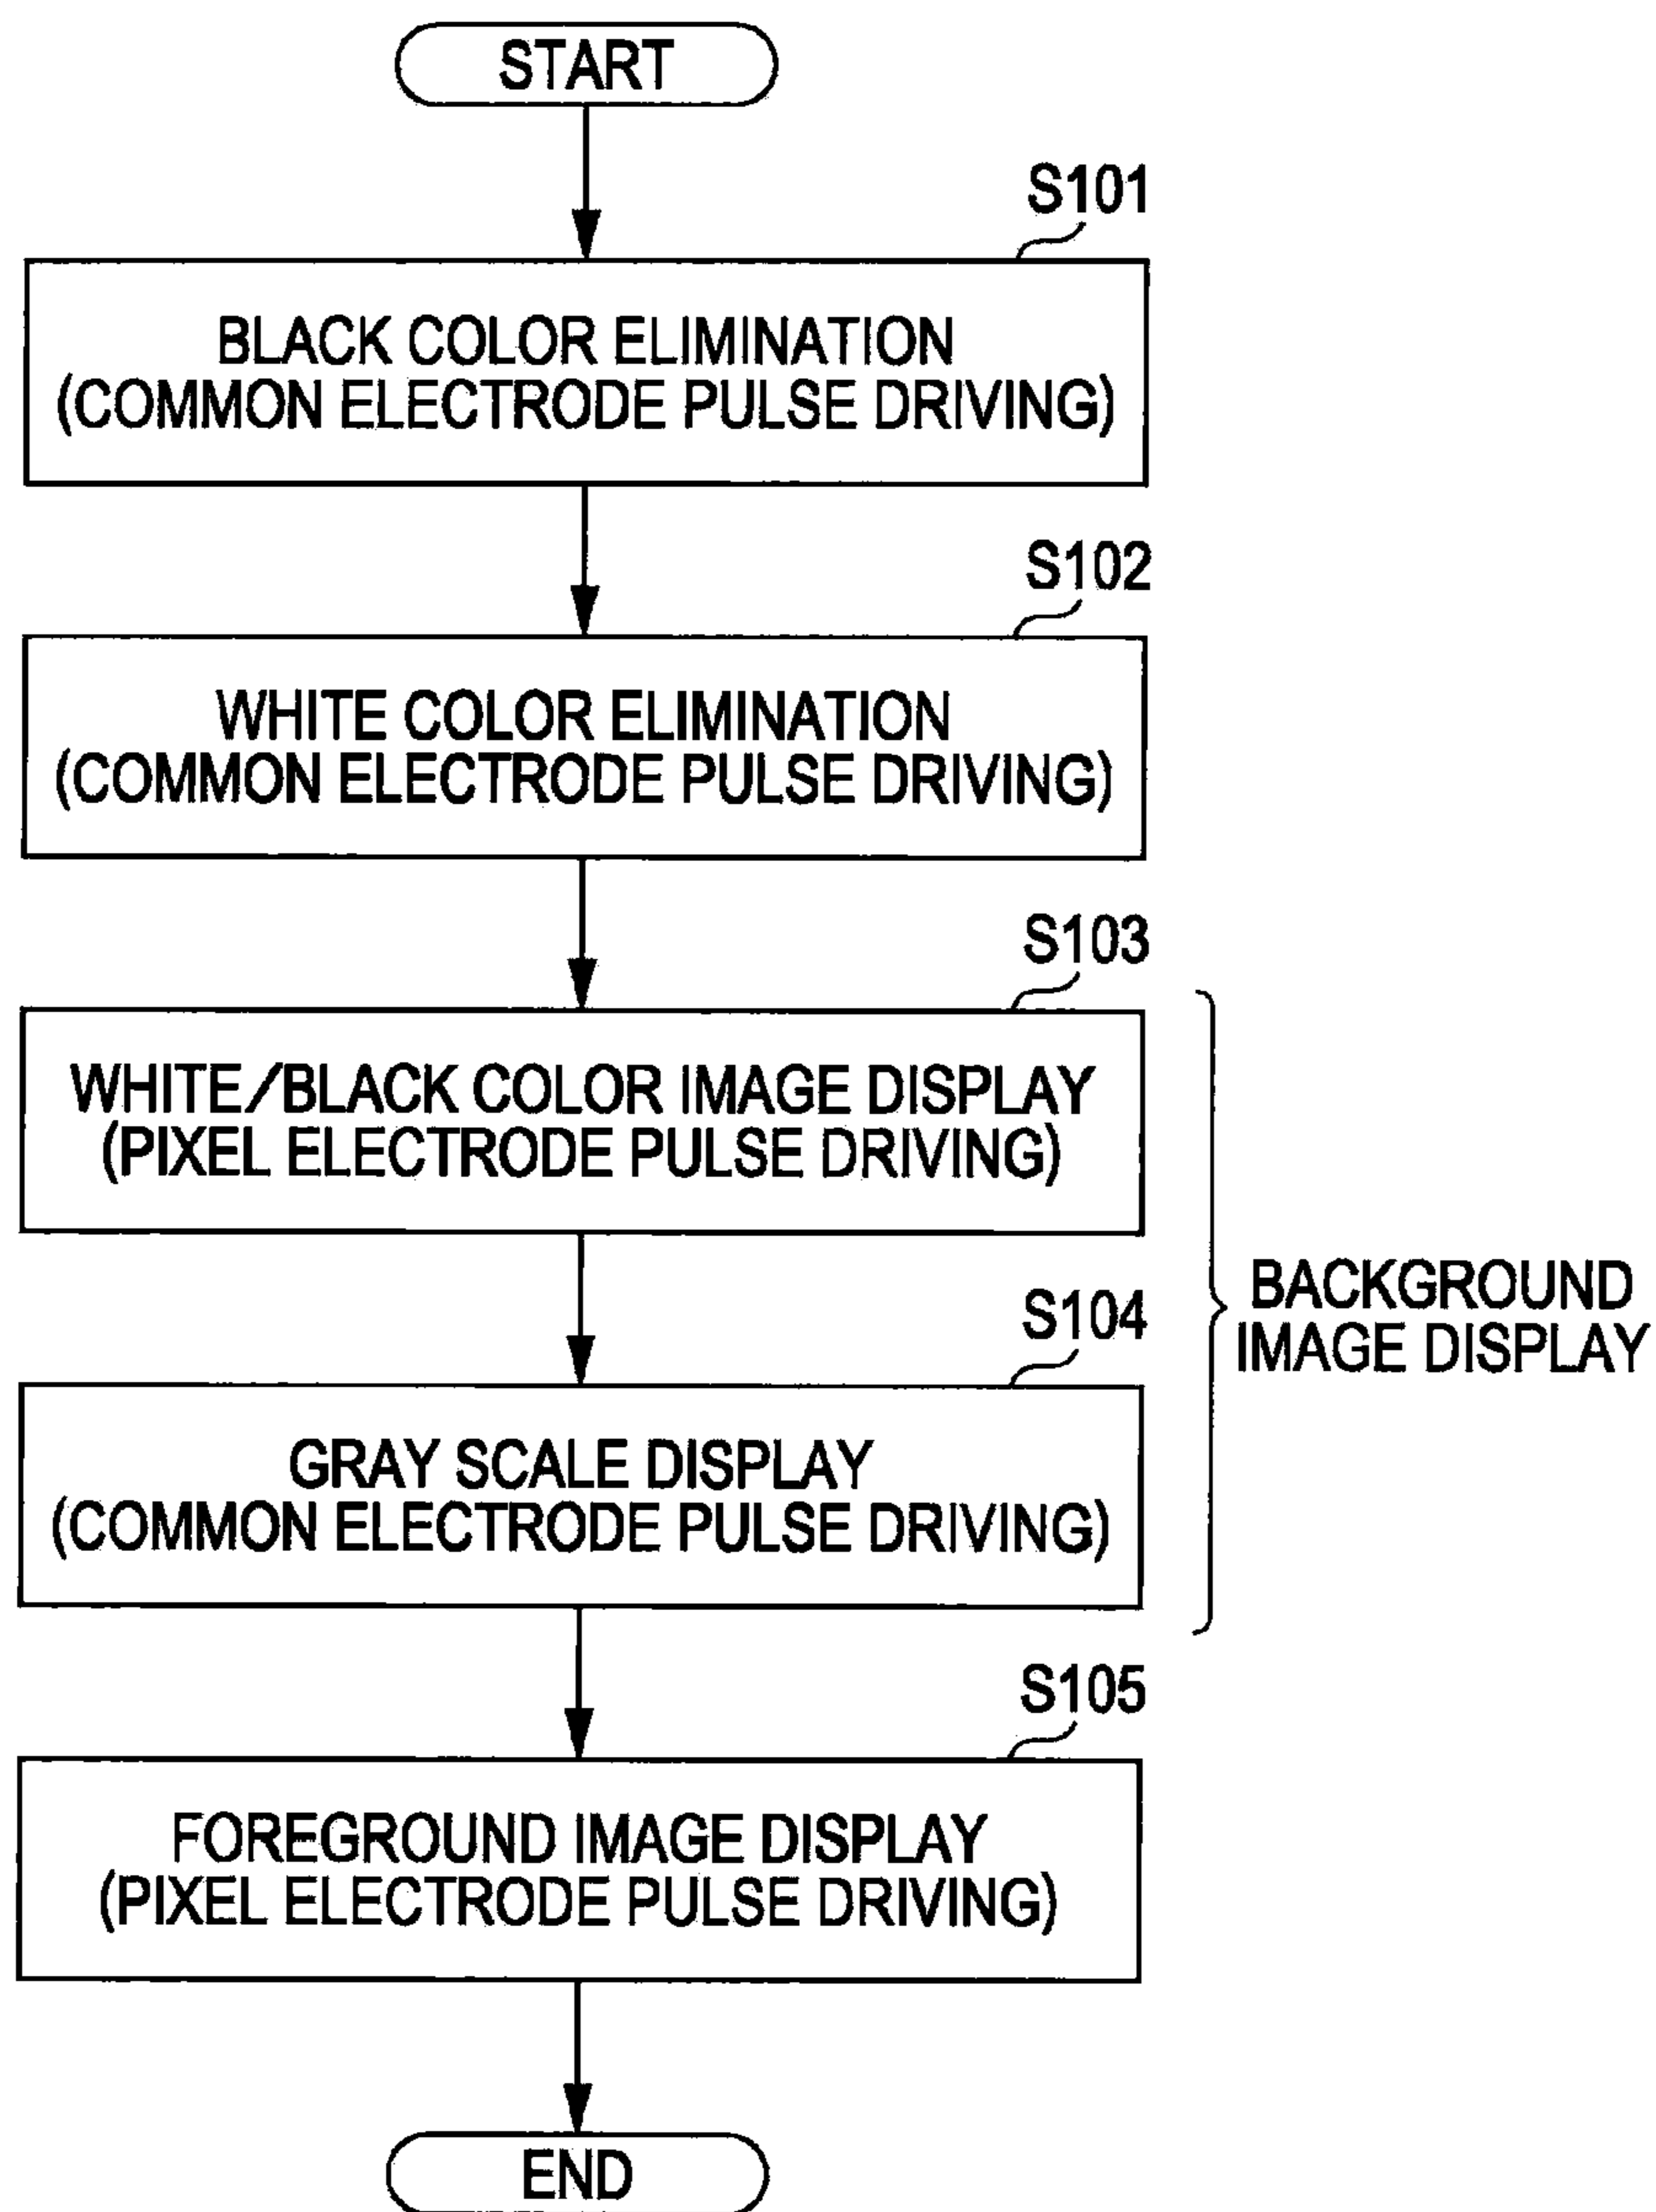 START
S101
BLACK COLOR ELIMINATION
(COMMON ELECTRODE PULSE DRIVING)
S102
WHITE COLOR ELIMINATION
(COMMON ELECTRODE PULSE DRIVING)
S103
WHITE/BLACK COLOR IMAGE DISPLAY
(PIXEL ELECTRODE PULSE DRIVING)
S104
GRAY SCALE DISPLAY
(COMMON ELECTRODE PULSE DRIVING)
BACKGROUND
IMAGE DISPLAY
S105
FOREGROUND IMAGE DISPLAY
(PIXEL ELECTRODE PULSE DRIVING)
END